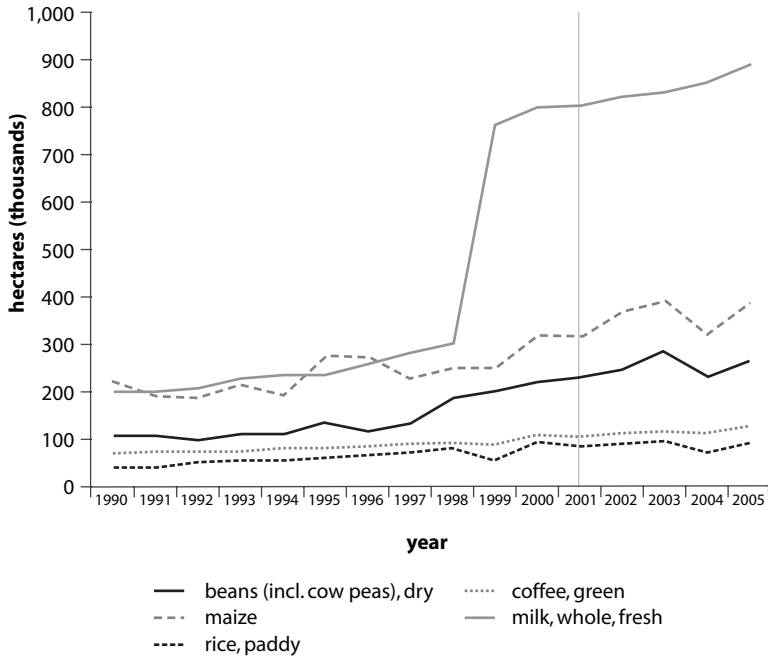 1,000
900
800
700
600
500
400
300
200
100
0
hectares (thousands)
1990 1991 1992 1993 1994 1995 1996 1997 1998 1999 2000 2001 2002 2003 2004 2005
year
beans (incl. cow peas), dry
maize
rice, paddy
coffee, green
milk, whole, fresh